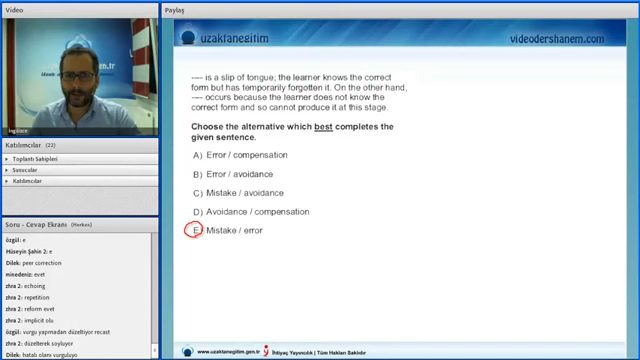 Video
Paylaş
uzaktanegitim
videodershanem.com
İngilizce
Katılımcılar (22)
Toplantı Sahipleri
Sunucular
Katılımcılar
Soru - Cevap Ekranı (Herkes)
özgül: e
Hüseyin Şahin 2: e
Dilek: peer correction
minedeniz: evet
zhra 2: echoing
zhra 2: repetition
zhra 2: reform evet
zhra 2: implicit olu
özgül: vurgu yapmadan düzeltiyor recast
zhra 2: düzelterek soyluyor
Dilek: hatalı olanı vurguluyor
---- is a slip of tongue; the learner knows the correct
form but has temporarily forgotten it. On the other hand,
---- occurs because the learner does not know the
correct form and so cannot produce it at this stage.
Choose the alternative which best completes the
given sentence.
A) Error / compensation
B) Error / avoidance
C) Mistake / avoidance
D) Avoidance / compensation
E) Mistake / error
www.uzaktanegitim.gen.tr
İhtiyaç Yayıncılık | Tüm Hakları Saklıdır